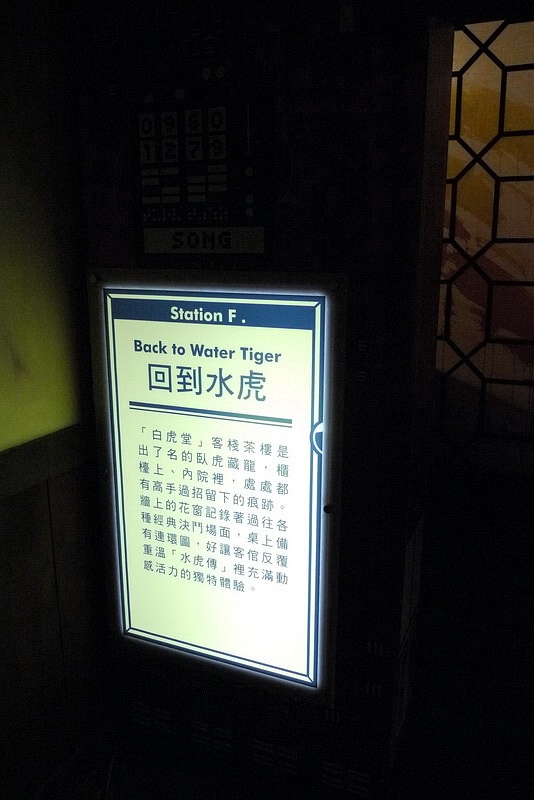 0960
1279
SONG
Station F .
Back to Water Tiger
回到水虎
「白虎堂」客棧茶樓是
出了名的臥虎藏龍，櫃
檯上、內院裡，處處都
有高手過招留下的痕跡。
牆上的花窗記錄著過往各
種經典決鬥場面，桌上備
有連環圖，好讓客倌反覆
重溫「水虎傳」裡充滿動
感活力的獨特體驗。